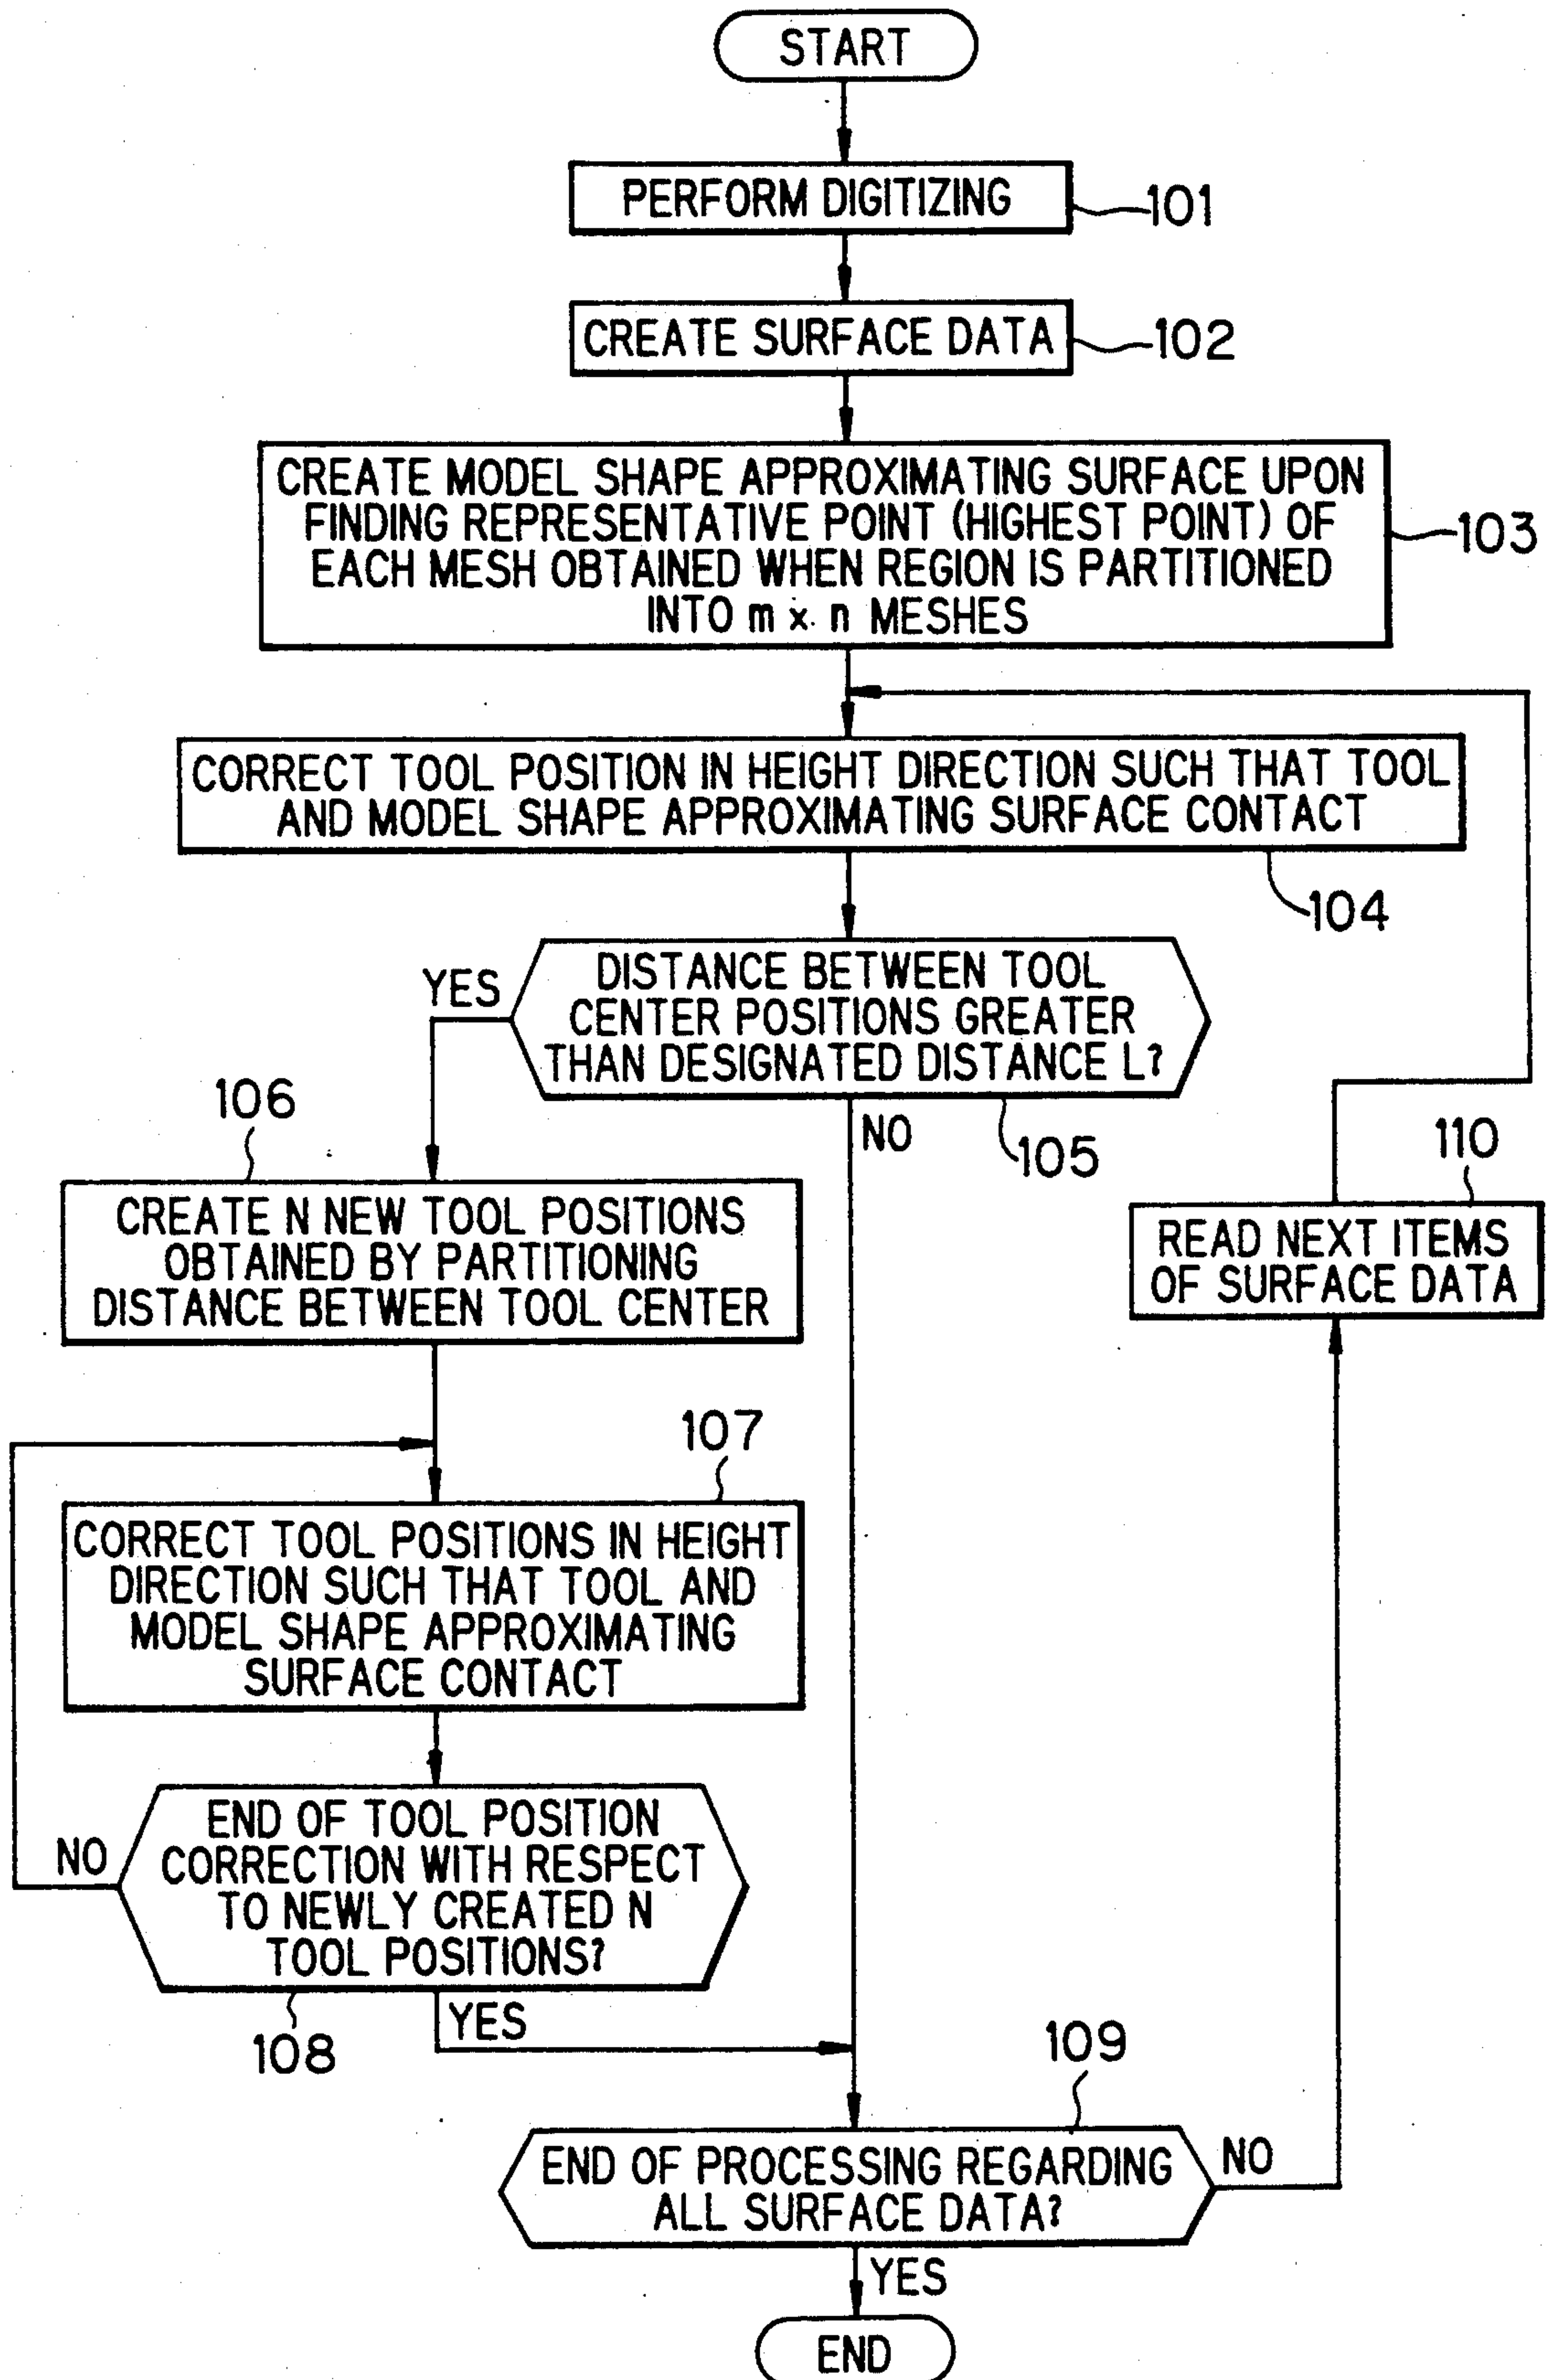 START
PERFORM DIGITIZING
101
CREATE SURFACE DATA
102
CREATE MODEL SHAPE APPROXIMATING SURFACE UPON
FINDING REPRESENTATIVE POINT (HIGHEST POINT) OF
EACH MESH OBTAINED WHEN REGION IS PARTITIONED
INTO m x n MESHES
103
CORRECT TOOL POSITION IN HEIGHT DIRECTION SUCH THAT TOOL
AND MODEL SHAPE APPROXIMATING SURFACE CONTACT
104
DISTANCE BETWEEN TOOL
CENTER POSITIONS GREATER
THAN DESIGNATED DISTANCE L?
YES
NO
105
106
CREATE N NEW TOOL POSITIONS
OBTAINED BY PARTITIONING
DISTANCE BETWEEN TOOL CENTER
110
READ NEXT ITEMS
OF SURFACE DATA
107
CORRECT TOOL POSITIONS IN HEIGHT
DIRECTION SUCH THAT TOOL AND
MODEL SHAPE APPROXIMATING
SURFACE CONTACT
END OF TOOL POSITION
CORRECTION WITH RESPECT
TO NEWLY CREATED N
TOOL POSITIONS?
NO
YES
108
109
END OF PROCESSING REGARDING
ALL SURFACE DATA?
NO
YES
END